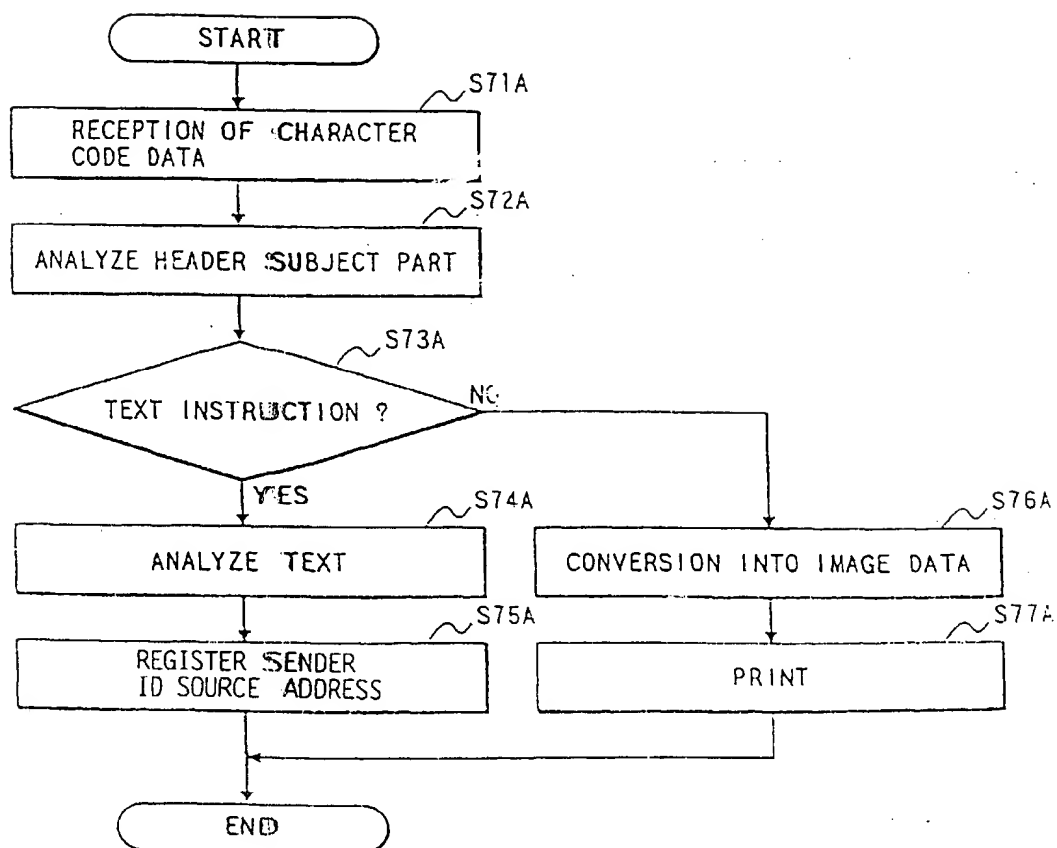 START
S71A
RECEPTION OF CHARACTER
CODE DATA
S72A
ANALYZE HEADER SUBJECT PART
S73A
TEXT INSTRUCTION ?
NO
YES
S74A
ANALYZE TEXT
S75A
REGISTER SENDER
ID SOURCE ADDRESS
S76A
CONVERSION INTO IMAGE DATA
S77A
PRINT
END